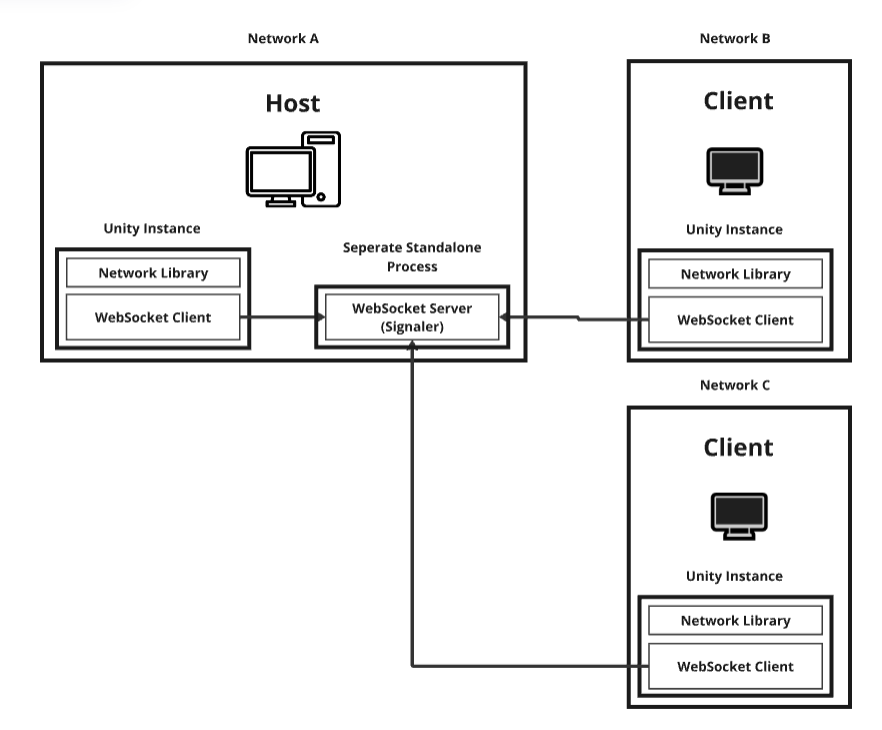 Network A
Host
Unity Instance
Network Library
WebSocket Client
Seperate Standalone
Process
WebSocket Server
(Signaler)
Network B
Client
Unity Instance
Network Library
WebSocket Client
Network C
Client
Unity Instance
Network Library
WebSocket Client